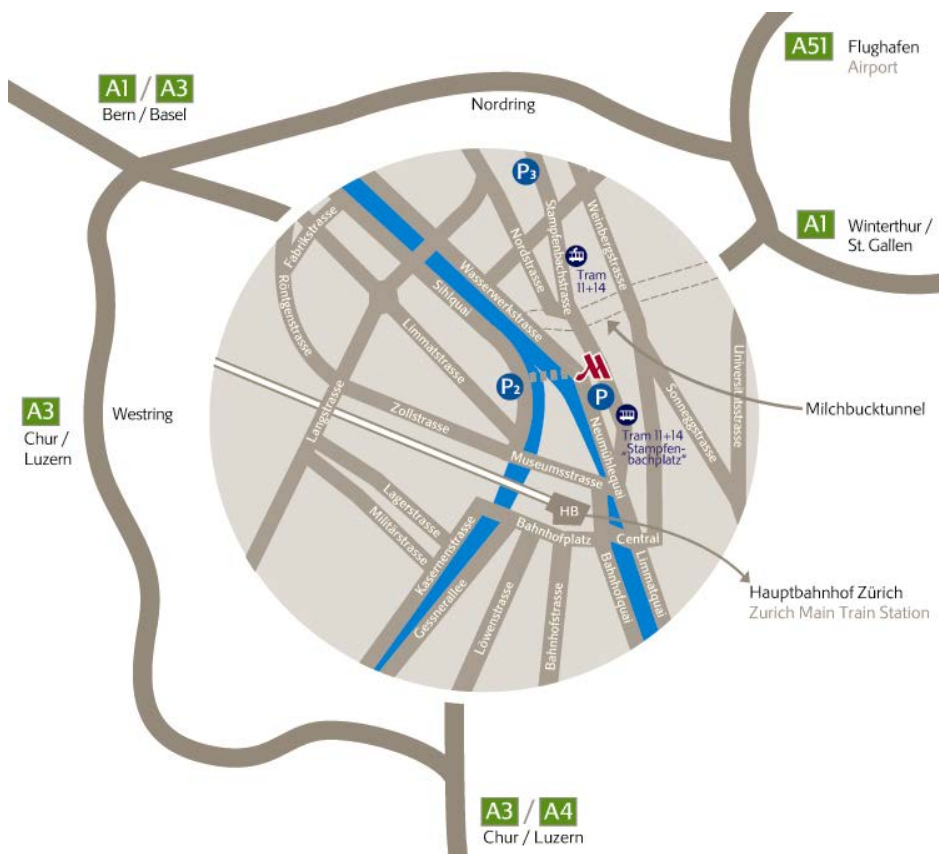 A51 Flughafen
Airport
A1 / A3
Bern / Basel
Nordring
P3
A1 Winterthur /
St. Gallen
Fabrikstrasse
Röntgenstrasse
Sihlquai
Wasserwerkstrasse
Nordstrasse
Stampfenbachstrasse
Weinbergstrasse
Tram
11+14
Limmatstrasse
Langstrasse
P2
P
Zollstrasse
Neumühlequai
Tram 11+14
"Stampfen-
bachplatz"
Sonneggstrasse
Universitätsstrasse
Milchbucktunnel
A3
Chur /
Luzern
Westring
Museumsstrasse
Lagerstrasse
Militärstrasse
Kasernenstrasse
Gessnerallee
HB
Bahnhofplatz
Central
Löwenstrasse
Bahnhofstrasse
Bahnhofquai
Limmatquai
Hauptbahnhof Zürich
Zurich Main Train Station
A3 / A4
Chur / Luzern